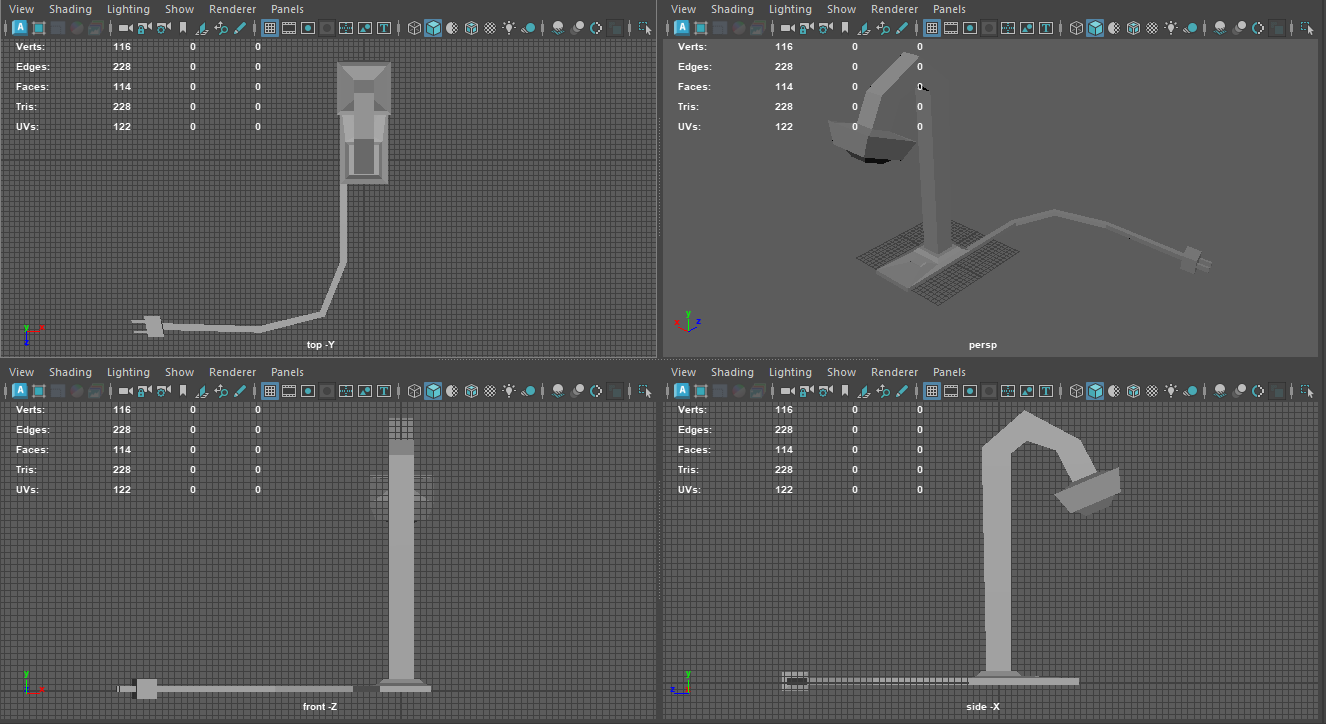 View Shading Lighting Show Renderer Panels
Verts: 116 0 0
Edges: 228 0 0
Faces: 114 0 0
Tris: 228 0 0
UVs: 122 0 0
y
z
top -Y
View Shading Lighting Show Renderer Panels
Verts: 116 0 0
Edges: 228 0 0
Faces: 114 0 0
Tris: 228 0 0
UVs: 122 0 0
y
x z
persp
View Shading Lighting Show Renderer Panels
Verts: 116 0 0
Edges: 228 0 0
Faces: 114 0 0
Tris: 228 0 0
UVs: 122 0 0
y
front -Z
View Shading Lighting Show Renderer Panels
Verts: 116 0 0
Edges: 228 0 0
Faces: 114 0 0
Tris: 228 0 0
UVs: 122 0 0
y
z
side -X